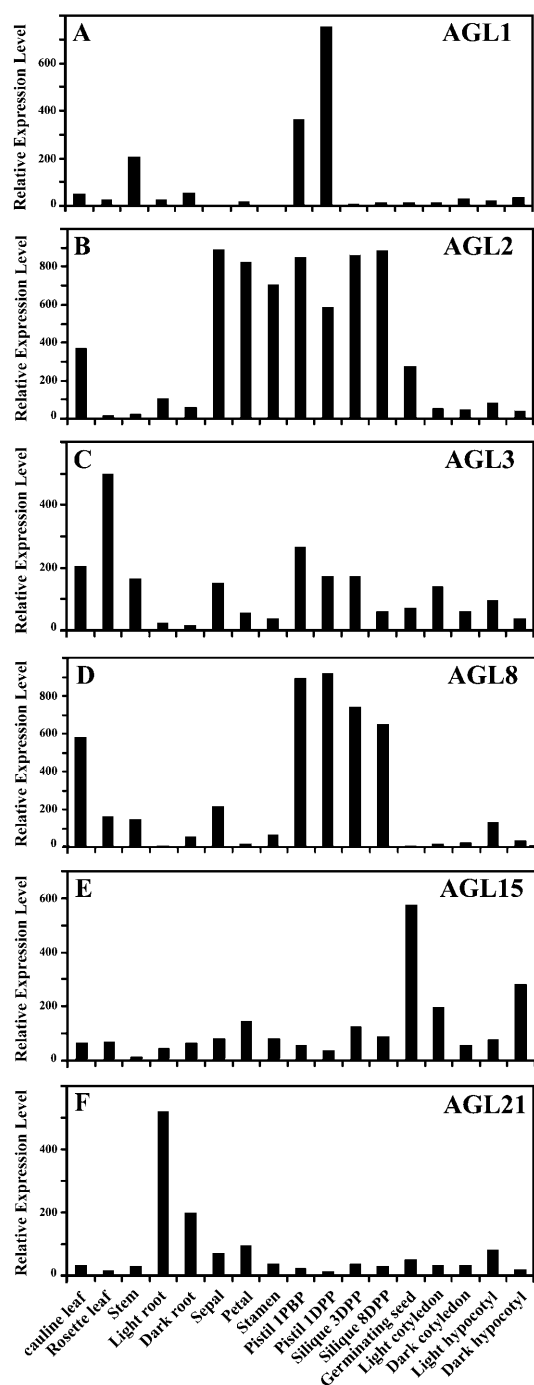 A AGL1
Relative Expression Level
600
400
200
0
B AGL2
Relative Expression Level
800
600
400
200
0
C AGL3
Relative Expression Level
400
200
0
D AGL8
Relative Expression Level
800
600
400
200
0
E AGL15
Relative Expression Level
600
400
200
0
F AGL21
Relative Expression Level
400
200
0
cauline leaf
Rosette leaf
Stem
Light root
Dark root
Sepal
Petal
Stamen
Pistil 1PBP
Pistil 1DPP
Silique 3DPP
Silique 8DPP
Germinating seed
Light cotyledon
Dark cotyledon
Light hypocotyl
Dark hypocotyl